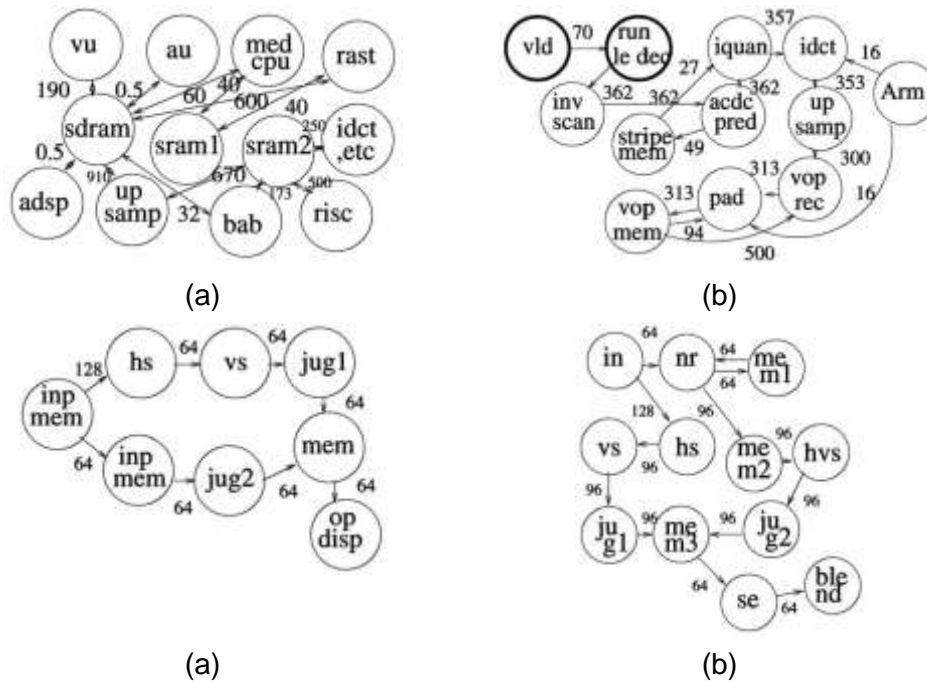 vu
au
med
cpu
rast
190
0.5
60
40
600
40
sdram
sram1
sram2
250
idct
,etc
0.5
910
670
173
500
adsp
up
samp
32
bab
risc
(a)
vld
70
run
le dec
iquan
357
idct
16
27
Arm
inv
scan
362
362
acdc
pred
362
353
up
samp
stripe
mem
49
300
313
vop
rec
313
pad
16
vop
mem
94
500
(b)
hs
64
vs
64
jug1
128
inp
mem
64
mem
64
inp
mem
64
jug2
64
64
op
disp
(a)
in
64
nr
64
me
m1
64
128
96
vs
96
hs
me
m2
96
hvs
96
96
ju
g1
96
me
m3
96
ju
g2
64
se
64
ble
nd
(b)